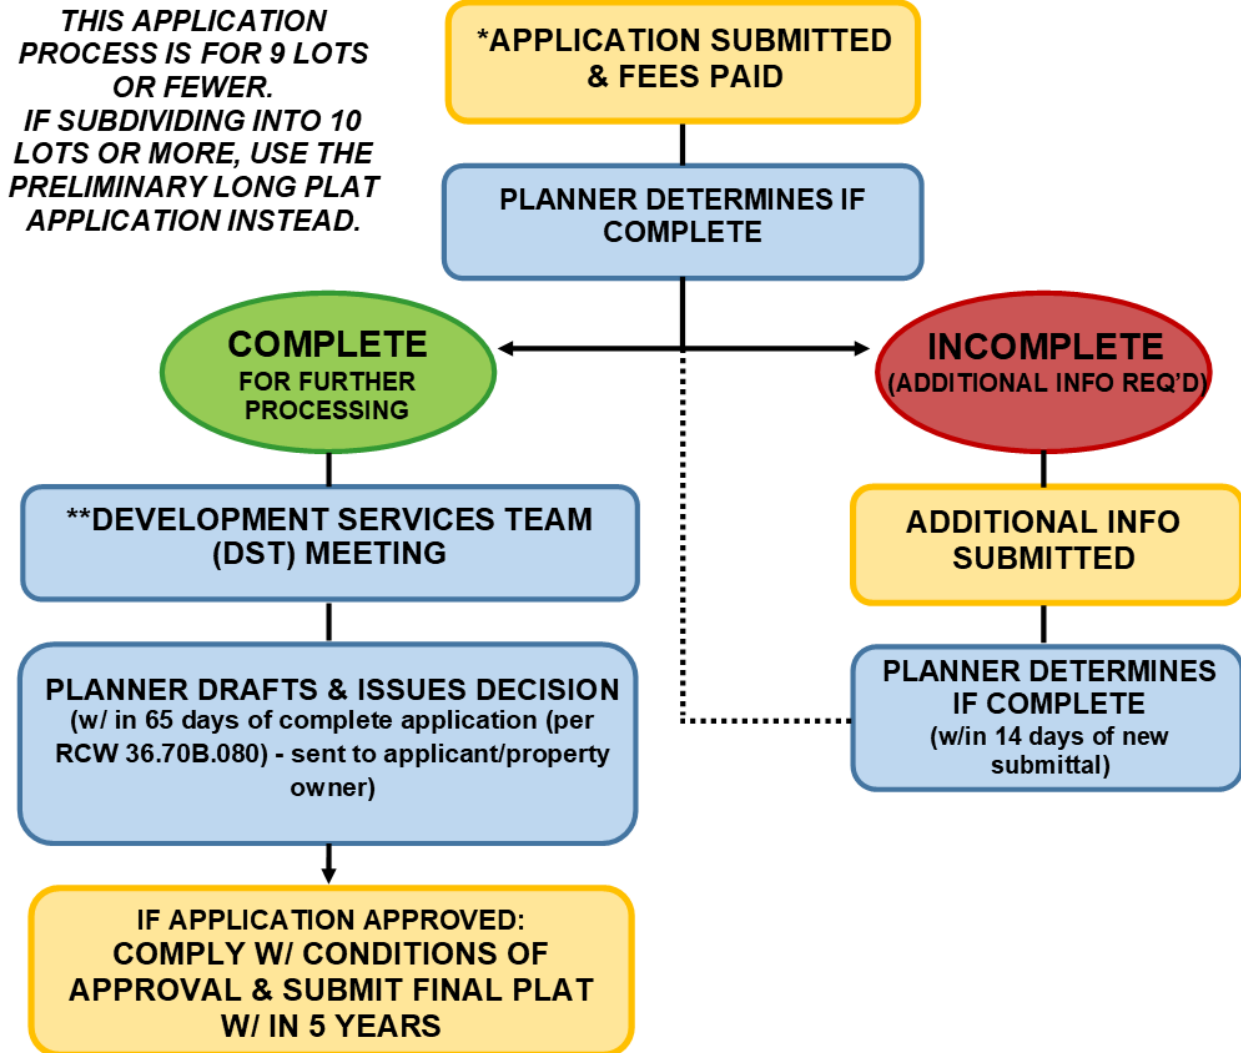 THIS APPLICATION
PROCESS IS FOR 9 LOTS
OR FEWER.
IF SUBDIVIDING INTO 10
LOTS OR MORE, USE THE
PRELIMINARY LONG PLAT
APPLICATION INSTEAD.
*APPLICATION SUBMITTED
& FEES PAID
PLANNER DETERMINES IF
COMPLETE
COMPLETE
FOR FURTHER
PROCESSING
INCOMPLETE
(ADDITIONAL INFO REQ'D)
**DEVELOPMENT SERVICES TEAM
(DST) MEETING
ADDITIONAL INFO
SUBMITTED
PLANNER DRAFTS & ISSUES DECISION
(w/ in 65 days of complete application (per
RCW 36.70B.080) - sent to applicant/property
owner)
PLANNER DETERMINES
IF COMPLETE
(w/in 14 days of new
submittal)
IF APPLICATION APPROVED:
COMPLY W/ CONDITIONS OF
APPROVAL & SUBMIT FINAL PLAT
W/ IN 5 YEARS